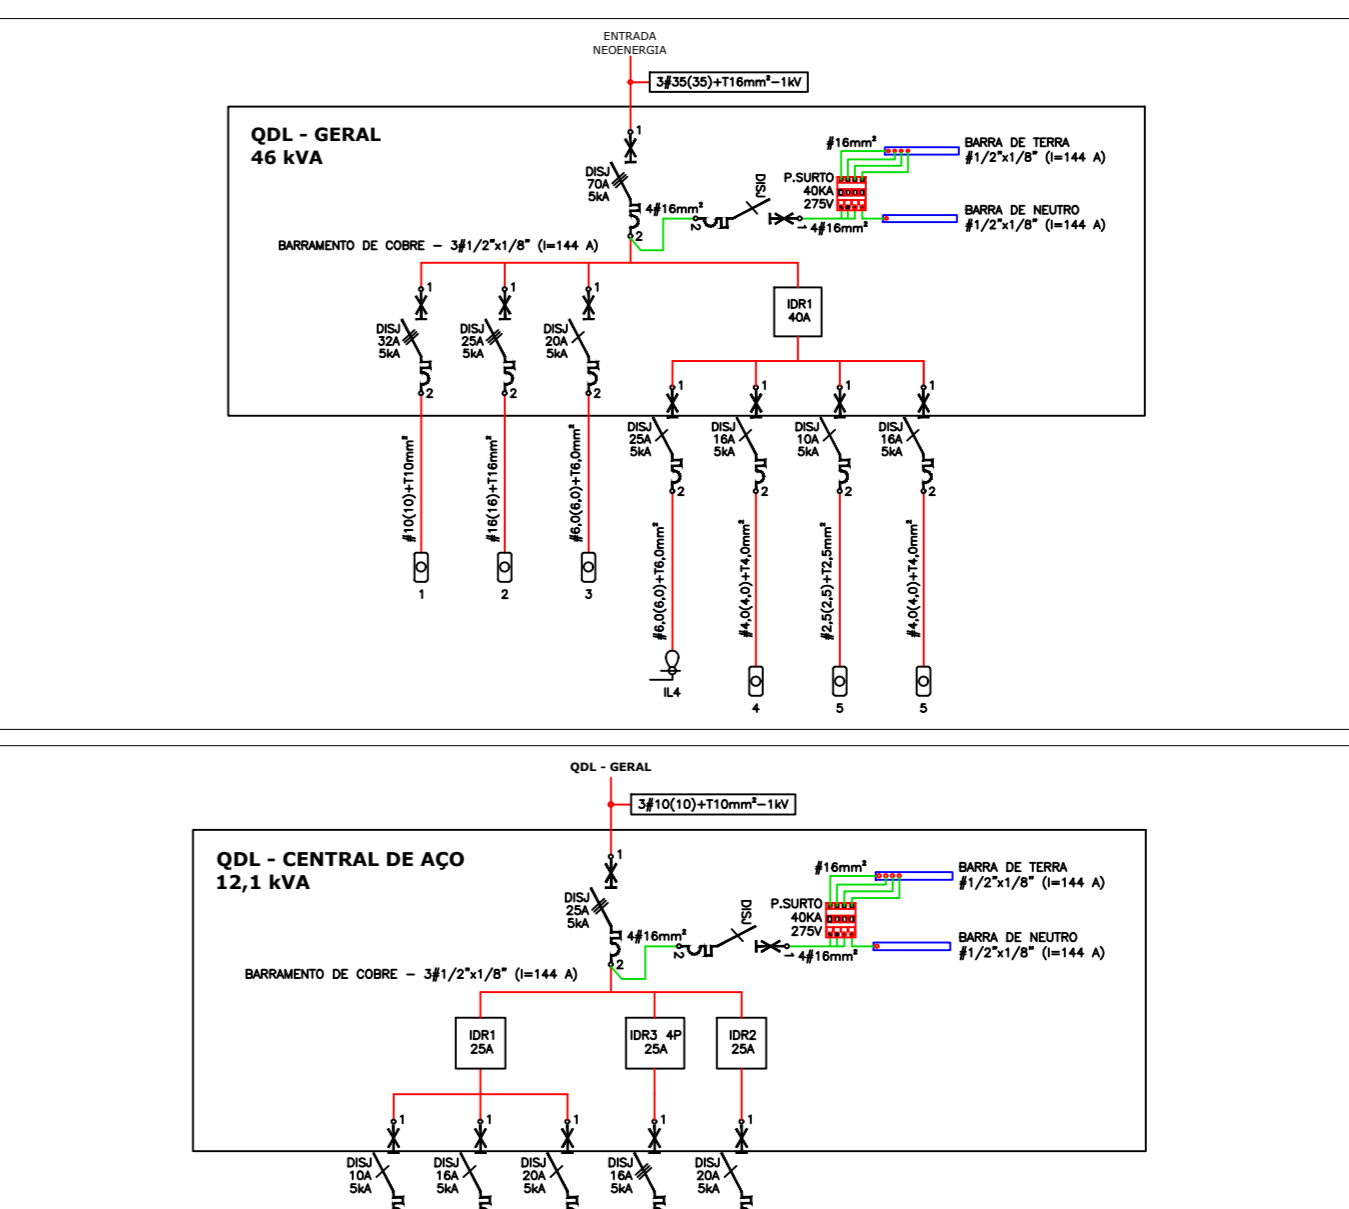 ENTRADA
NEOENERGIA
3#35(35)+T16mm²-1kV
QDL - GERAL
46 kVA
1
DISJ
70A
5kA
2
4#16mm²
DISJ
2
1
4#16mm²
P.SURTO
40KA
275V
#16mm²
BARRA DE TERRA
#1/2"x1/8" (I=144 A)
BARRA DE NEUTRO
#1/2"x1/8" (I=144 A)
BARRAMENTO DE COBRE - 3#1/2"x1/8" (I=144 A)
1
DISJ
32A
5kA
2
1
DISJ
25A
5kA
2
1
DISJ
20A
5kA
2
IDR1
40A
1
DISJ
25A
5kA
2
1
DISJ
16A
5kA
2
1
DISJ
10A
5kA
2
1
DISJ
16A
5kA
2
#10(10)+T10mm²
#16(16)+T16mm²
#6,0(6,0)+T6,0mm²
#6,0(6,0)+T6,0mm²
#4,0(4,0)+T4,0mm²
#2,5(2,5)+T2,5mm²
#4,0(4,0)+T4,0mm²
1
2
3
IL4
4
5
5
QDL - GERAL
3#10(10)+T10mm²-1kV
QDL - CENTRAL DE AÇO
12,1 kVA
1
DISJ
25A
5kA
2
4#16mm²
DISJ
2
1
4#16mm²
P.SURTO
40KA
275V
#16mm²
BARRA DE TERRA
#1/2"x1/8" (I=144 A)
BARRA DE NEUTRO
#1/2"x1/8" (I=144 A)
BARRAMENTO DE COBRE - 3#1/2"x1/8" (I=144 A)
IDR1
25A
IDR3 4P
25A
IDR2
25A
1
DISJ
10A
5kA
1
DISJ
16A
5kA
1
DISJ
20A
5kA
1
DISJ
16A
5kA
1
DISJ
20A
5kA